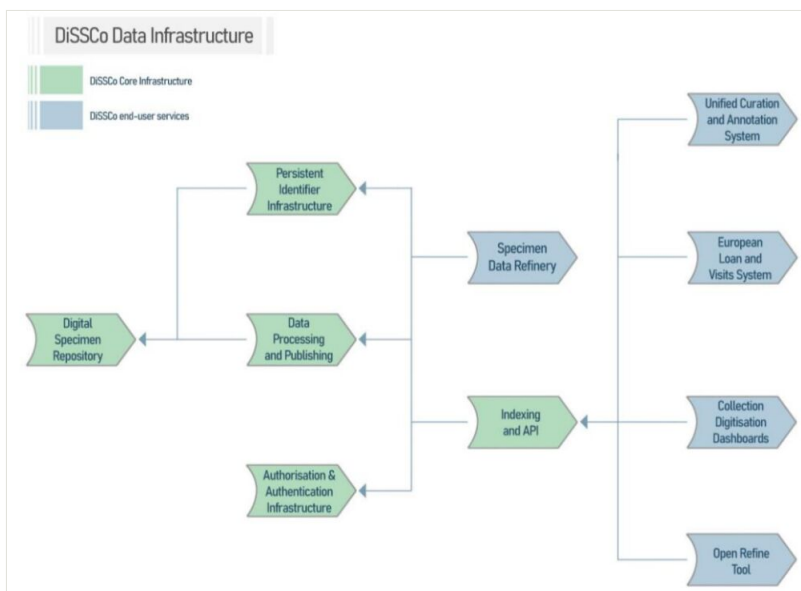 DiSSCo Data Infrastructure
DiSSCo Core Infrastructure
DiSSCo end-user services
Unified Curation
and Annotation
System
Persistent
Identifier
Infrastructure
Specimen
Data Refinery
European
Loan and
Visits System
Digital
Specimen
Repository
Data
Processing
and Publishing
Indexing
and API
Collection
Digitisation
Dashboards
Authorisation &
Authentication
Infrastructure
Open Refine
Tool